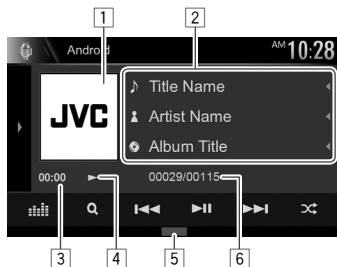 1
2
Android
AM 10:28
JVC
Title Name
Artist Name
Album Title
00:00
00029/00115
3
4
5
6